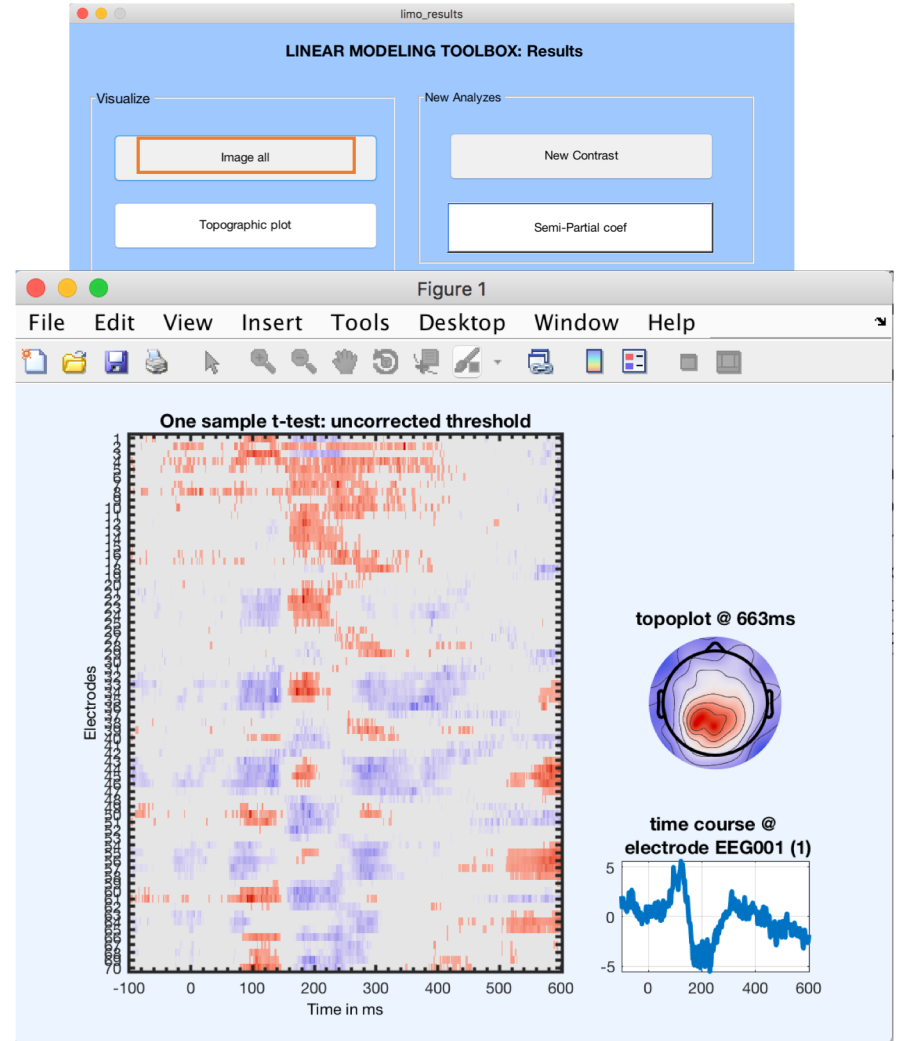 limo_results
LINEAR MODELING TOOLBOX: Results
Visualize
New Analyzes
Image all
New Contrast
Topographic plot
Semi-Partial coef
Figure 1
File Edit View Insert Tools Desktop Window Help
One sample t-test: uncorrected threshold
Electrodes
1
10
70
-100 0 100 200 300 400 500 600
Time in ms
topoplot @ 663ms
time course @
electrode EEG001 (1)
5
0
-5
0 200 400 600